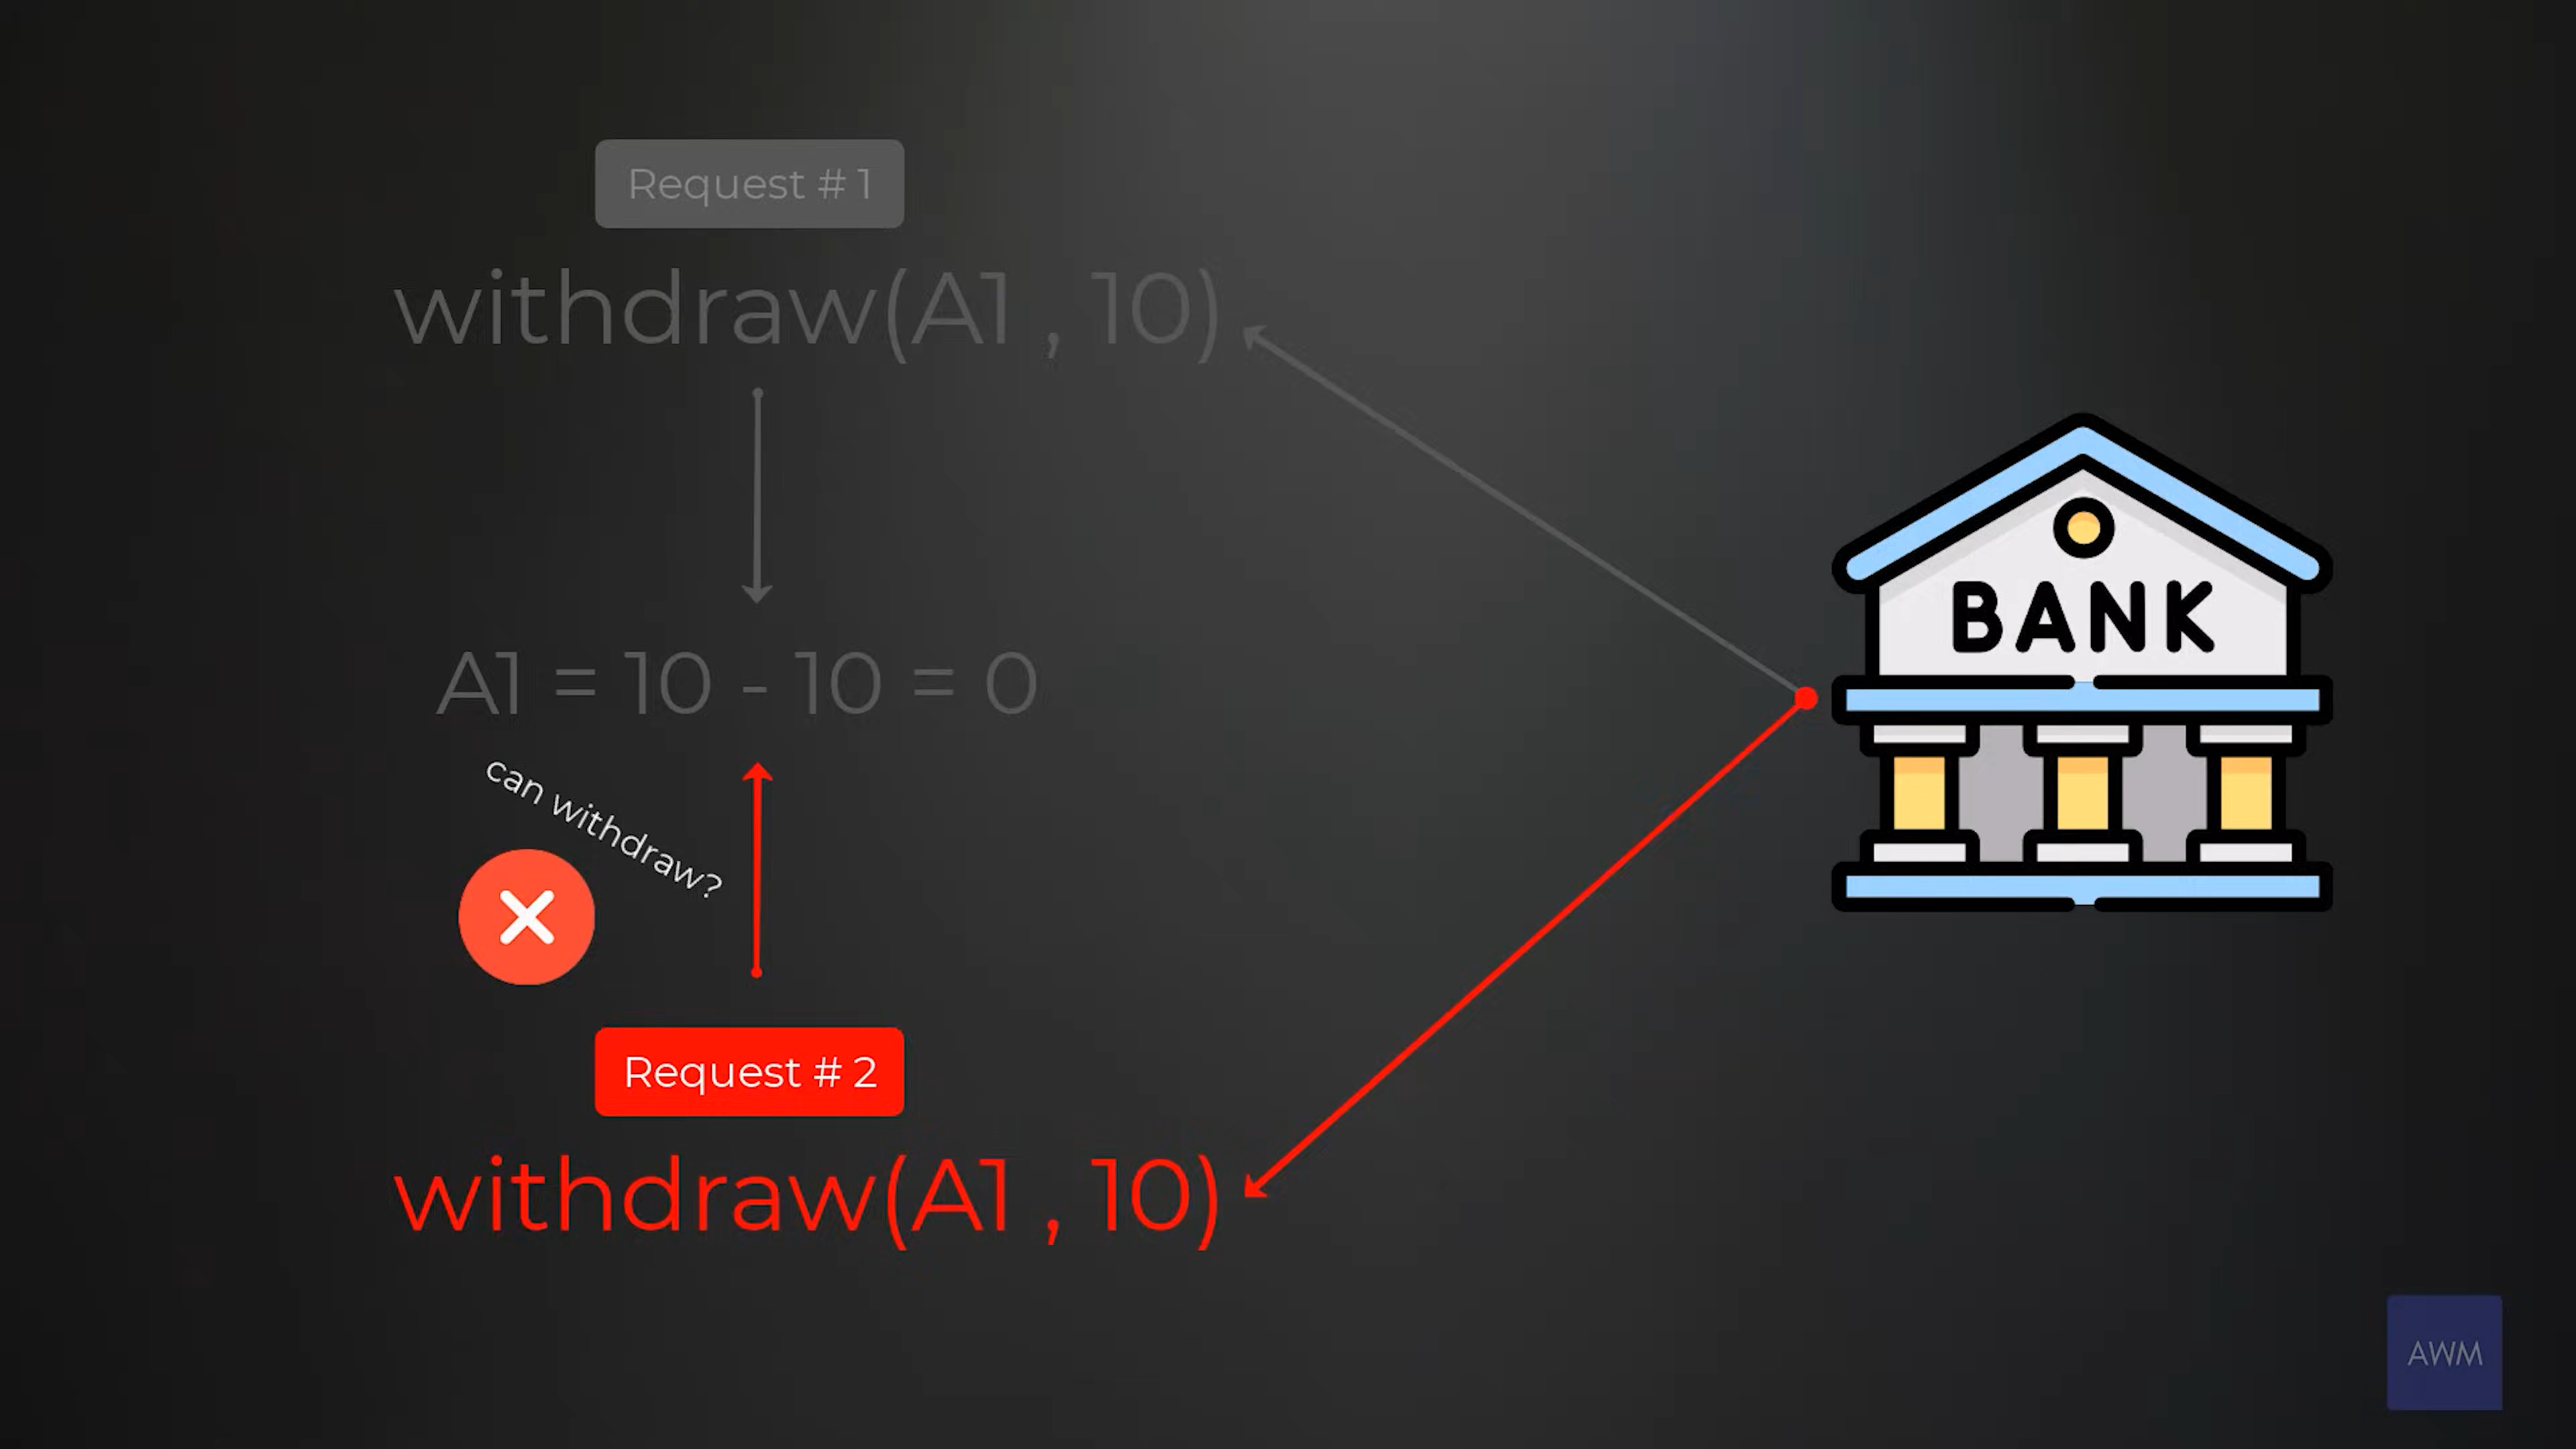 Request # 1
withdraw(A1 , 10)
A1 = 10 - 10 = 0
can withdraw?
Request # 2
withdraw(A1 , 10)
BANK
AWM